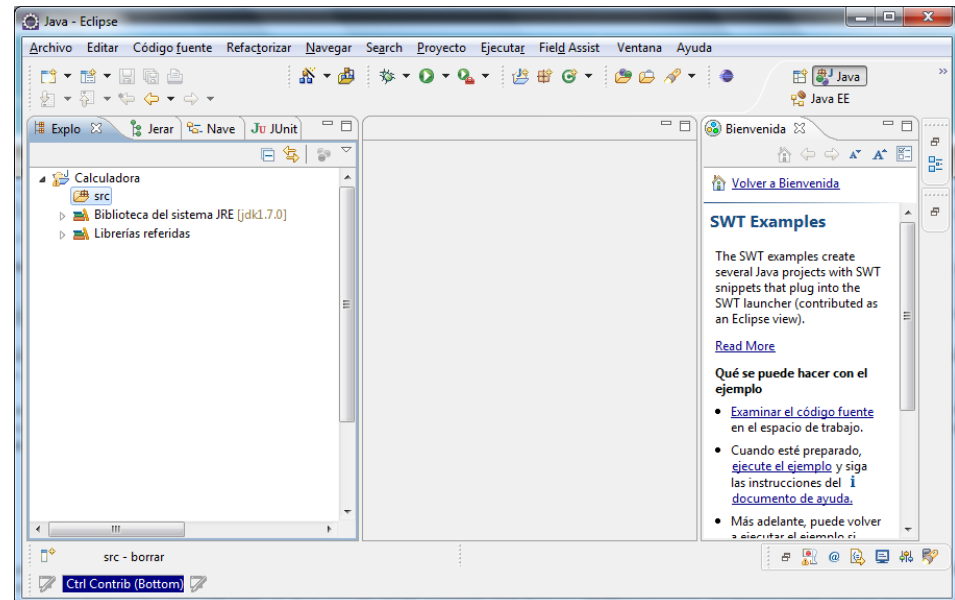 Java - Eclipse
Archivo Editar Código fuente Refactorizar Navegar Search Proyecto Ejecutar Field Assist Ventana Ayuda
Java
Java EE
Explo Jerar Nave JUnit
Bienvenida
Calculadora
src
Biblioteca del sistema JRE [jdk1.7.0]
Librerías referidas
Volver a Bienvenida
SWT Examples
The SWT examples create
several Java projects with SWT
snippets that plug into the
SWT launcher (contributed as
an Eclipse view).
Read More
Qué se puede hacer con el
ejemplo
Examinar el código fuente
en el espacio de trabajo.
Cuando esté preparado,
ejecute el ejemplo y siga
las instrucciones del
documento de ayuda.
Más adelante, puede volver
a ejecutar el ejemplo si
src - borrar
Ctrl Contrib (Bottom)